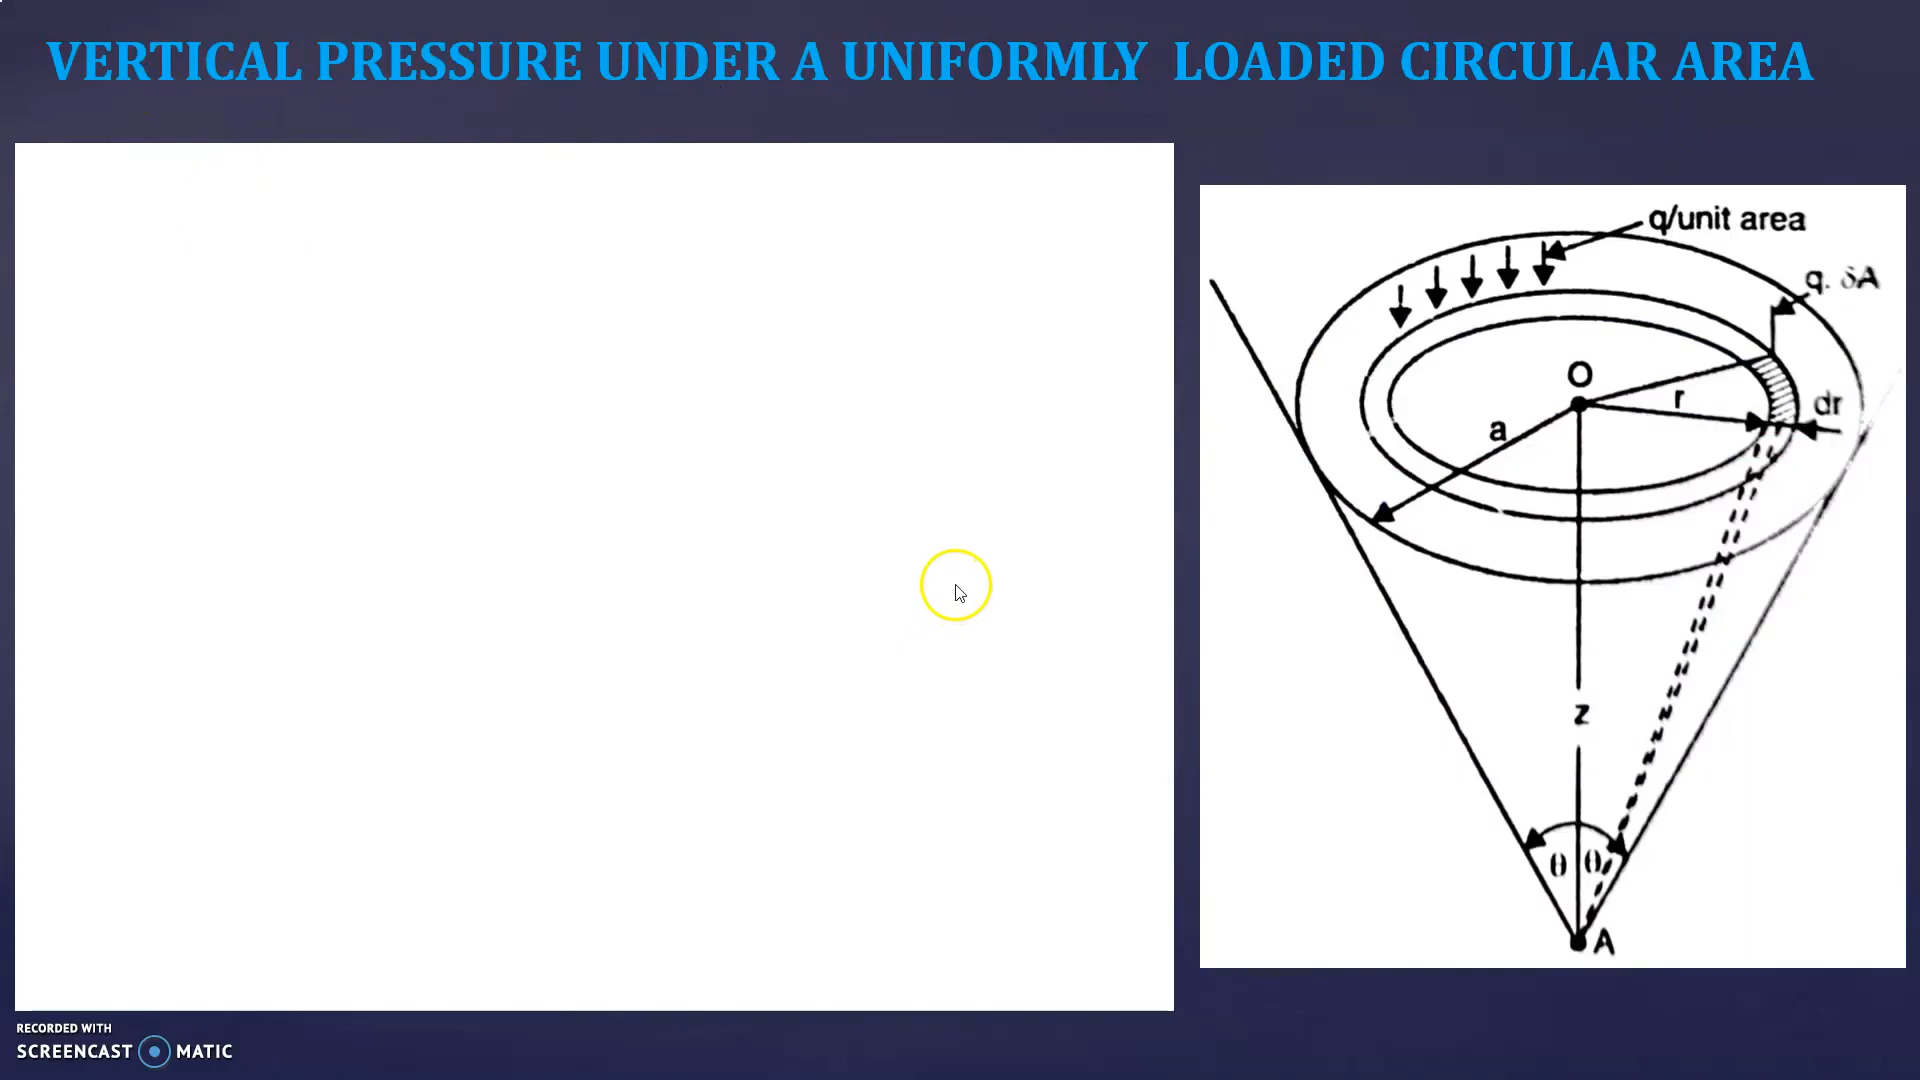 VERTICAL PRESSURE UNDER A UNIFORMLY LOADED CIRCULAR AREA
q/unit area
q. δA
O
r
dr
a
z
θ θ
A
RECORDED WITH
SCREENCAST MATIC